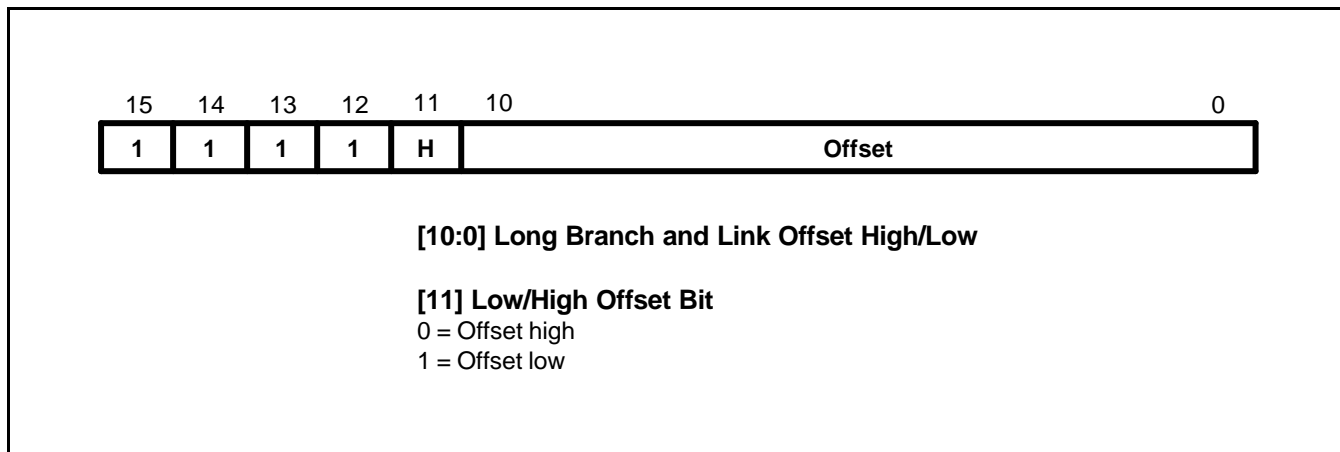 15 14 13 12 11 10 0
1 1 1 1 H Offset
[10:0] Long Branch and Link Offset High/Low
[11] Low/High Offset Bit
0 = Offset high
1 = Offset low